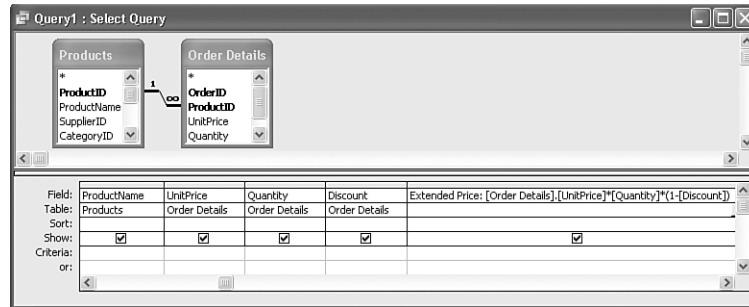 Query1 : Select Query
Products
*
ProductID
ProductName
SupplierID
CategoryID
1
∞
Order Details
*
OrderID
ProductID
UnitPrice
Quantity
Field: ProductName UnitPrice Quantity Discount Extended Price: [Order Details].[UnitPrice]*[Quantity]*(1-[Discount])
Table: Products Order Details Order Details Order Details
Sort:
Show:
Criteria:
or: